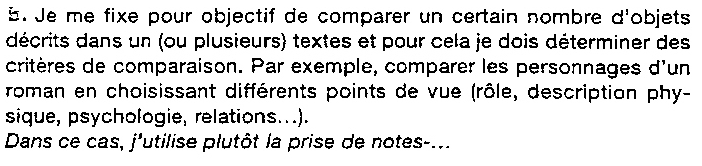 5. Je me fixe pour objectif de comparer un certain nombre d'objets
décrits dans un (ou plusieurs) textes et pour cela je dois déterminer des
critères de comparaison. Par exemple, comparer les personnages d'un
roman en choisissant différents points de vue (rôle, description phy-
sique, psychologie, relations...).
Dans ce cas, j'utilise plutôt la prise de notes-...